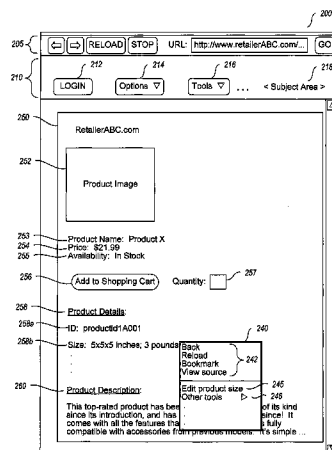 200
205
RELOAD STOP URL: http://www.retailerABC.com/... GO
210
212 214 216 218
LOGIN Options Tools ... < Subject Area >
250
RetailerABC.com
252
Product Image
253 Product Name: Product X
254 Price: $21.99
255 Availability: In Stock
256 Add to Shopping Cart Quantity: 257
258 Product Details:
258a ID: productid1A001
258b Size: 5x5x5 inches; 3 pounds
240
Back
Reload
Bookmark
View source
242
Edit product size 245
Other tools 246
260 Product Description:
This top-rated product has been of its kind
since its introduction, and has since! It
comes with all the features tha s fully
compatible with accessories from previous models. It's simple ...